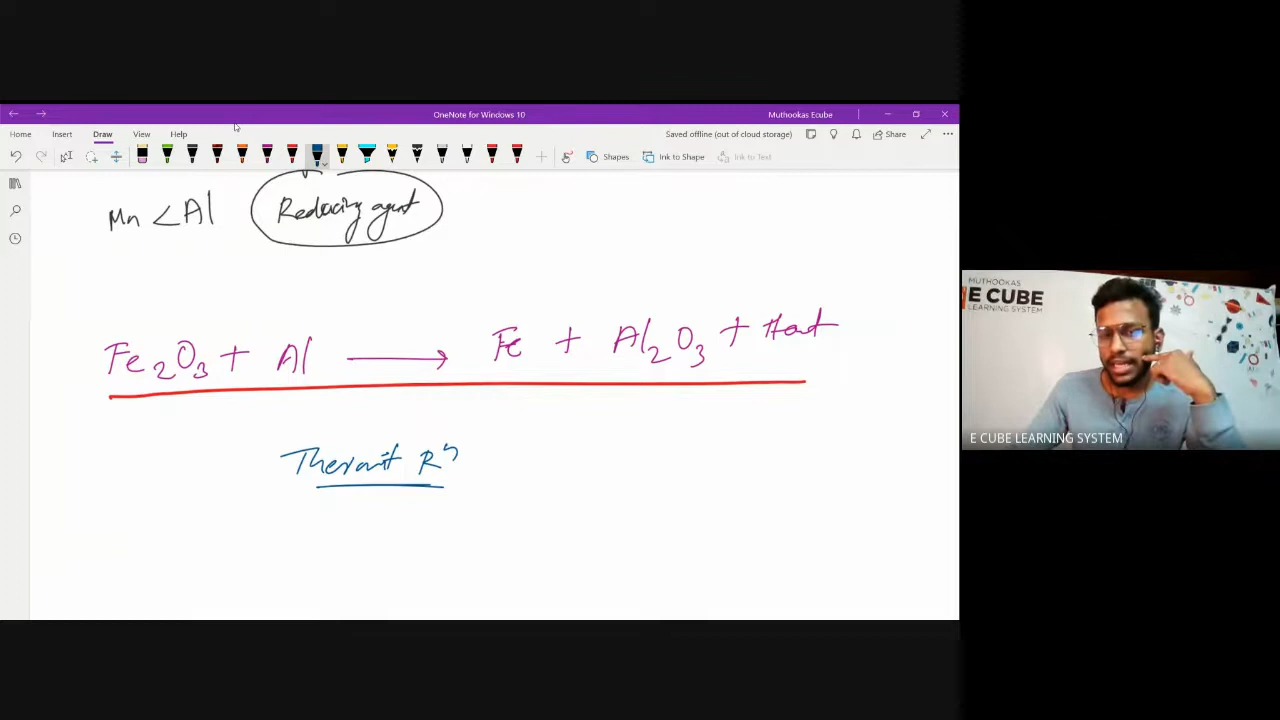 OneNote for Windows 10
Muthookas Ecube
Home Insert Draw View Help
Saved offline (out of cloud storage)
Share
Shapes
Ink to Shape
Ink to Text
Mn < Al
Reducing agent
Fe₂O₃ + Al ⟶ Fe + Al₂O₃ + Heat
Thermit Rⁿ
MUTHOOKAS
E CUBE
LEARNING SYSTEM
E CUBE LEARNING SYSTEM